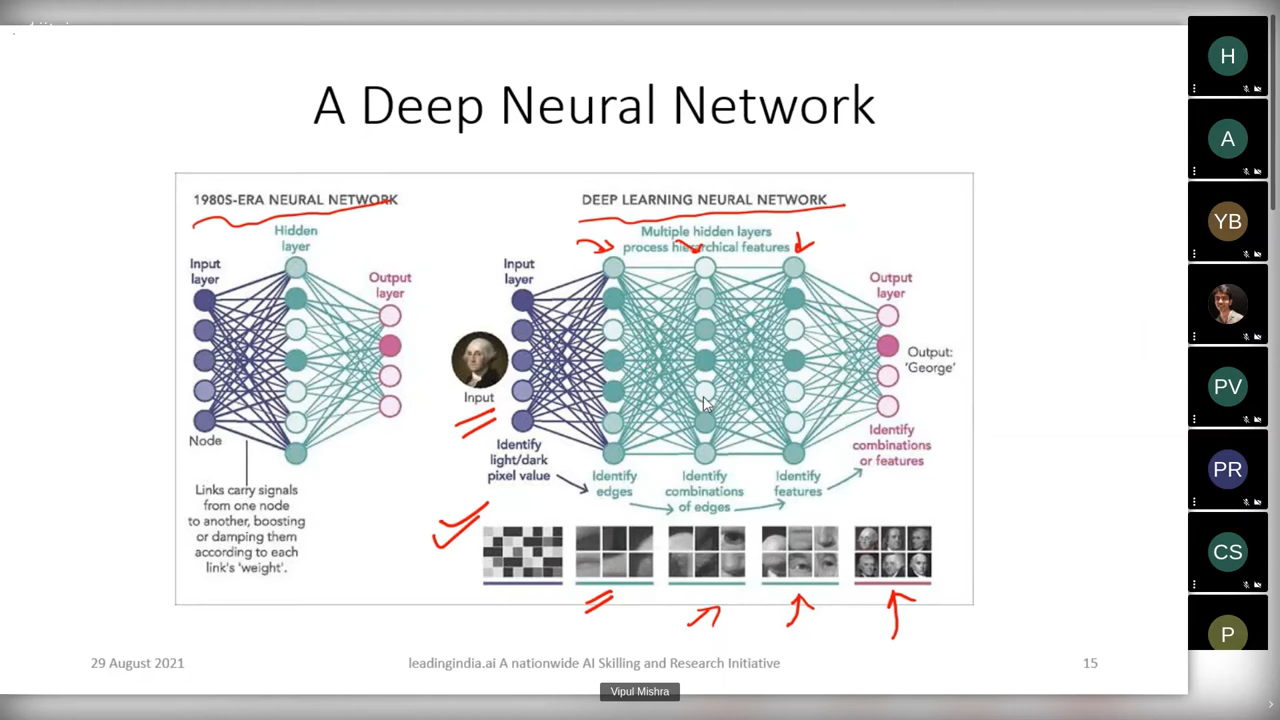 A Deep Neural Network
1980S-ERA NEURAL NETWORK
Hidden
layer
Input
layer
Output
layer
Node
Links carry signals
from one node
to another, boosting
or damping them
according to each
link's 'weight'.
DEEP LEARNING NEURAL NETWORK
Multiple hidden layers
process hierarchical features
Input
layer
Output
layer
Input
Output:
'George'
Identify
light/dark
pixel value
Identify
edges
Identify
combinations
of edges
Identify
features
Identify
combinations
or features
29 August 2021
leadingindia.ai A nationwide AI Skilling and Research Initiative
15
Vipul Mishra
H
A
YB
PV
PR
CS
P